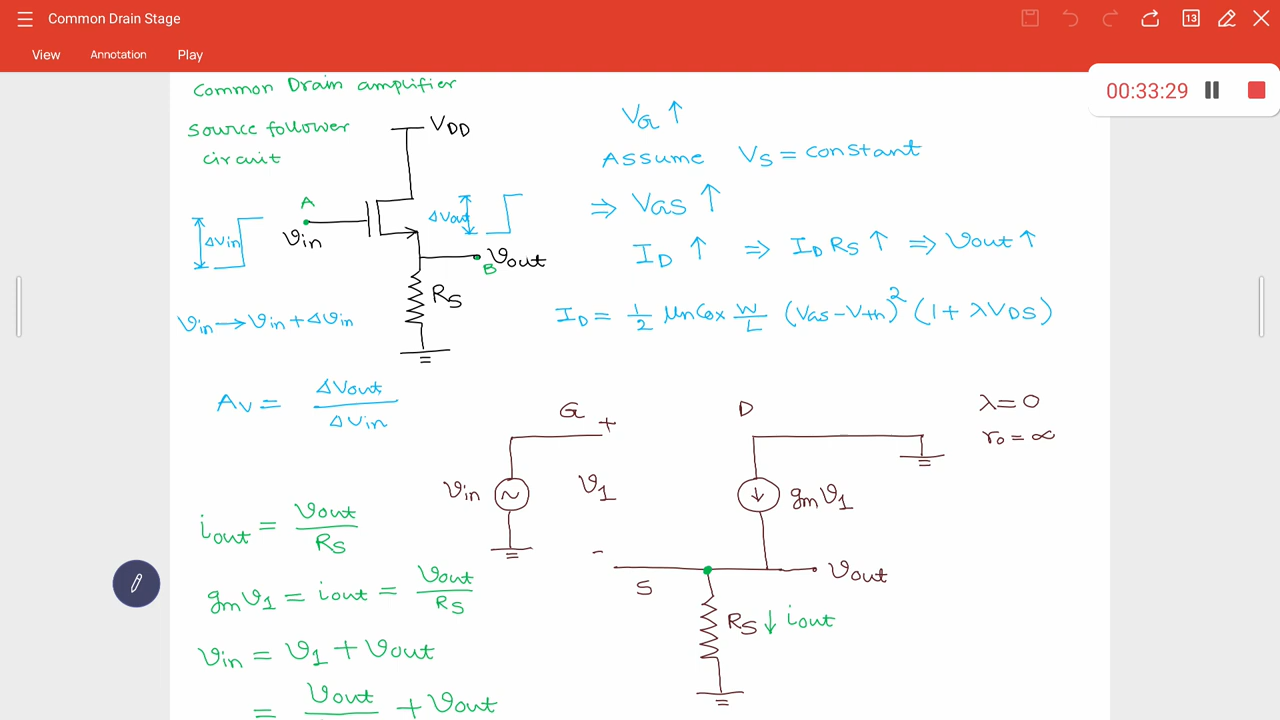 Common Drain Stage
13
View Annotation Play
00:33:29
Common Drain amplifier
Source follower
circuit
VDD
A
ΔVin
Vin
ΔVout
Vout
B
RS
Vin → Vin + ΔVin
VG ↑
Assume VS = constant
⇒ VGS ↑
ID ↑ ⇒ ID RS ↑ ⇒ Vout ↑
ID = 1/2 μnCox W/L (VGS - Vth)² (1 + λVDS)
AV = ΔVout / ΔVin
G
+
D
λ = 0
ro = ∞
Vin
V1
gmV1
-
S
Vout
RS ↓ iout
iout = Vout / RS
gmV1 = iout = Vout / RS
Vin = V1 + Vout
= Vout + Vout